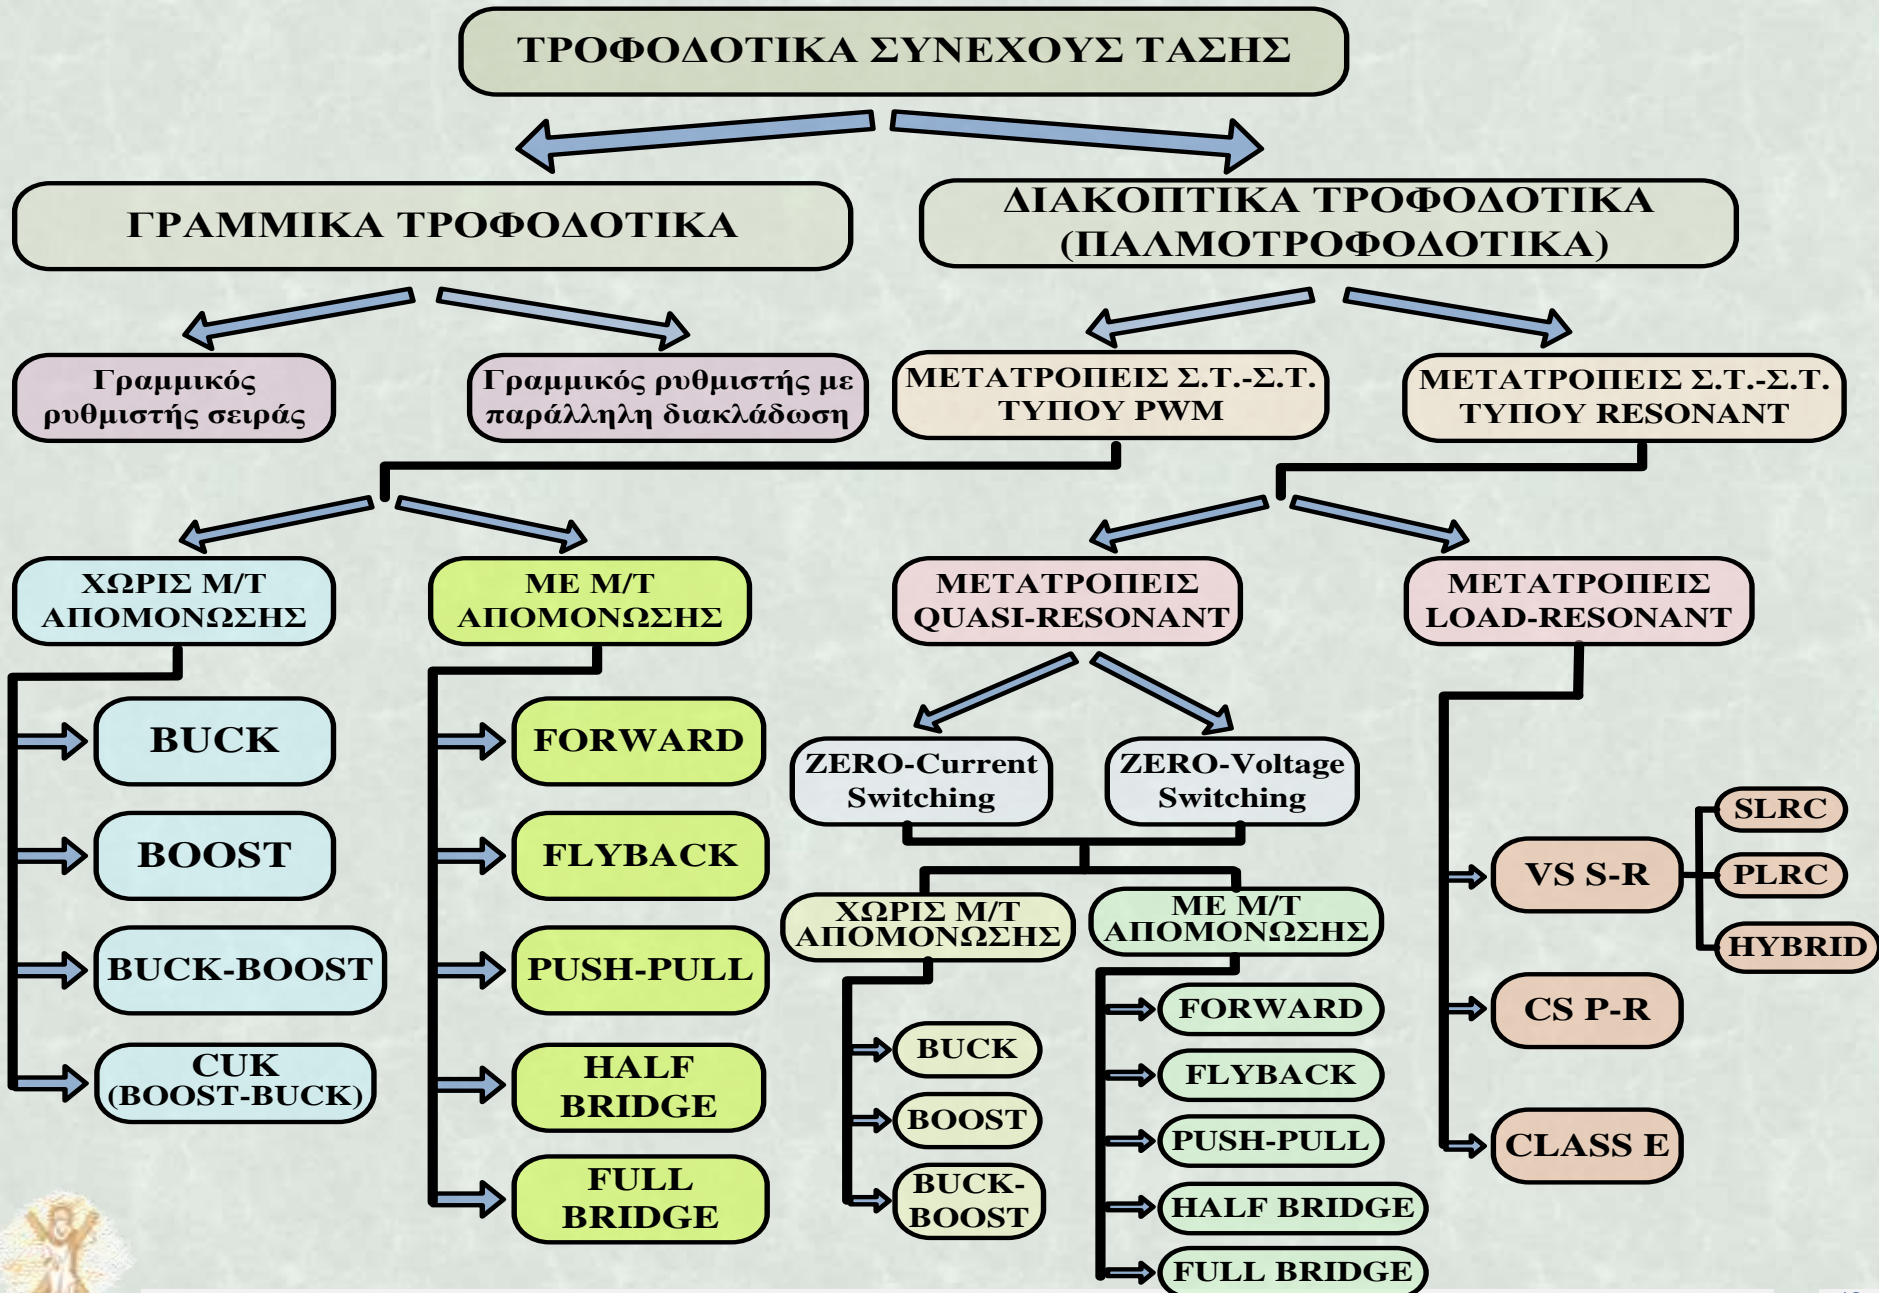 ΤΡΟΦΟΔΟΤΙΚΑ ΣΥΝΕΧΟΥΣ ΤΑΣΗΣ
ΓΡΑΜΜΙΚΑ ΤΡΟΦΟΔΟΤΙΚΑ
ΔΙΑΚΟΠΤΙΚΑ ΤΡΟΦΟΔΟΤΙΚΑ
(ΠΑΛΜΟΤΡΟΦΟΔΟΤΙΚΑ)
Γραμμικός
ρυθμιστής σειράς
Γραμμικός ρυθμιστής με
παράλληλη διακλάδωση
ΜΕΤΑΤΡΟΠΕΙΣ Σ.Τ.-Σ.Τ.
ΤΥΠΟΥ PWM
ΜΕΤΑΤΡΟΠΕΙΣ Σ.Τ.-Σ.Τ.
ΤΥΠΟΥ RESONANT
ΧΩΡΙΣ Μ/Τ
ΑΠΟΜΟΝΩΣΗΣ
ΜΕ Μ/Τ
ΑΠΟΜΟΝΩΣΗΣ
ΜΕΤΑΤΡΟΠΕΙΣ
QUASI-RESONANT
ΜΕΤΑΤΡΟΠΕΙΣ
LOAD-RESONANT
BUCK
BOOST
BUCK-BOOST
CUK
(BOOST-BUCK)
FORWARD
FLYBACK
PUSH-PULL
HALF
BRIDGE
FULL
BRIDGE
ZERO-Current
Switching
ZERO-Voltage
Switching
ΧΩΡΙΣ Μ/Τ
ΑΠΟΜΟΝΩΣΗΣ
ΜΕ Μ/Τ
ΑΠΟΜΟΝΩΣΗΣ
BUCK
BOOST
BUCK-
BOOST
FORWARD
FLYBACK
PUSH-PULL
HALF BRIDGE
FULL BRIDGE
VS S-R
SLRC
PLRC
HYBRID
CS P-R
CLASS E